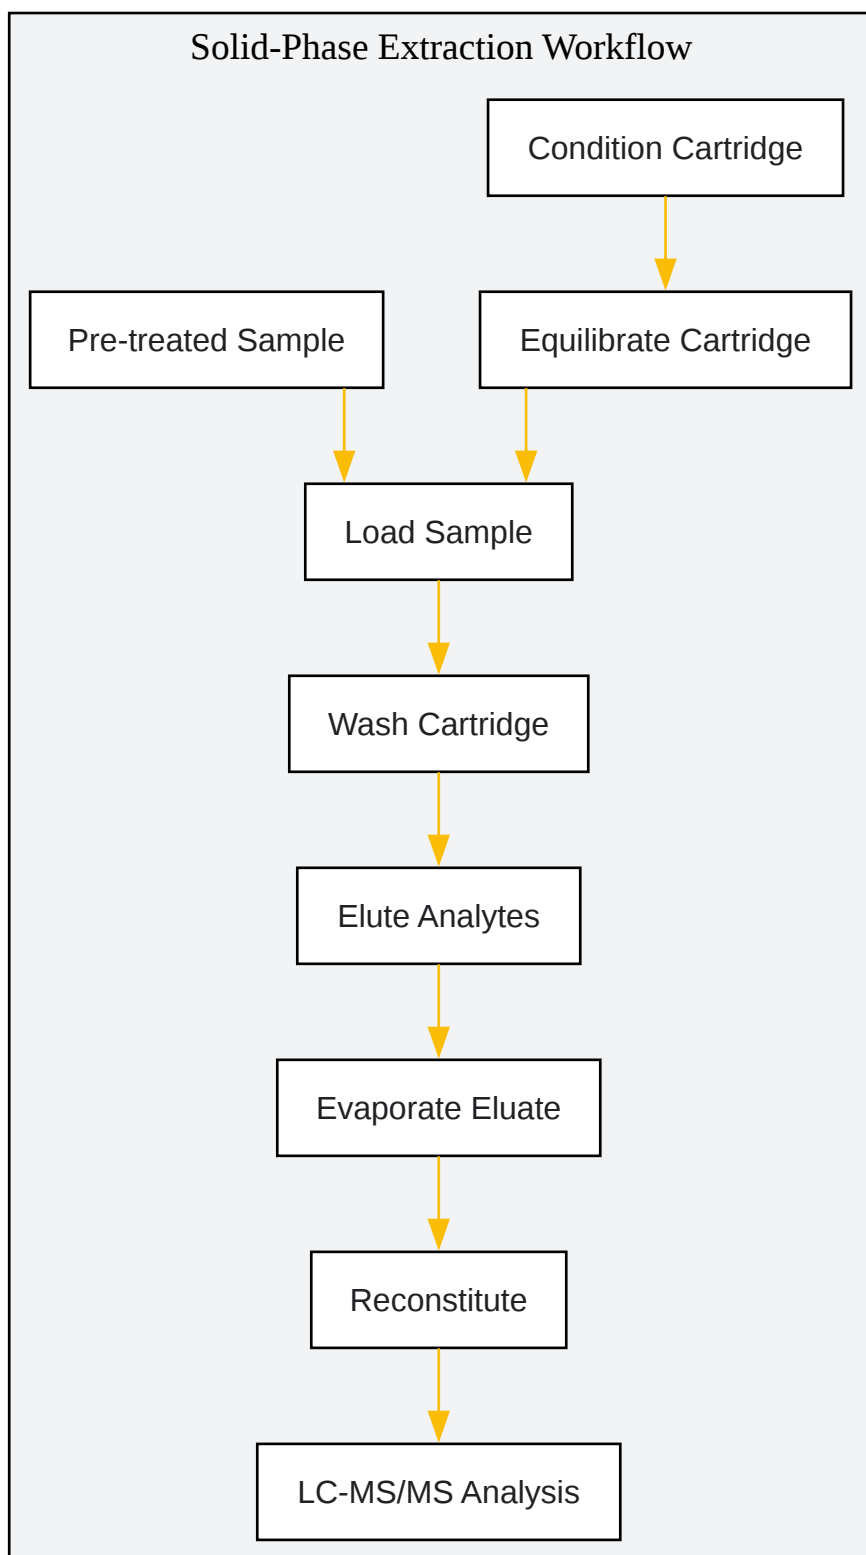 Solid-Phase Extraction Workflow
Condition Cartridge
Pre-treated Sample
Equilibrate Cartridge
Load Sample
Wash Cartridge
Elute Analytes
Evaporate Eluate
Reconstitute
LC-MS/MS Analysis